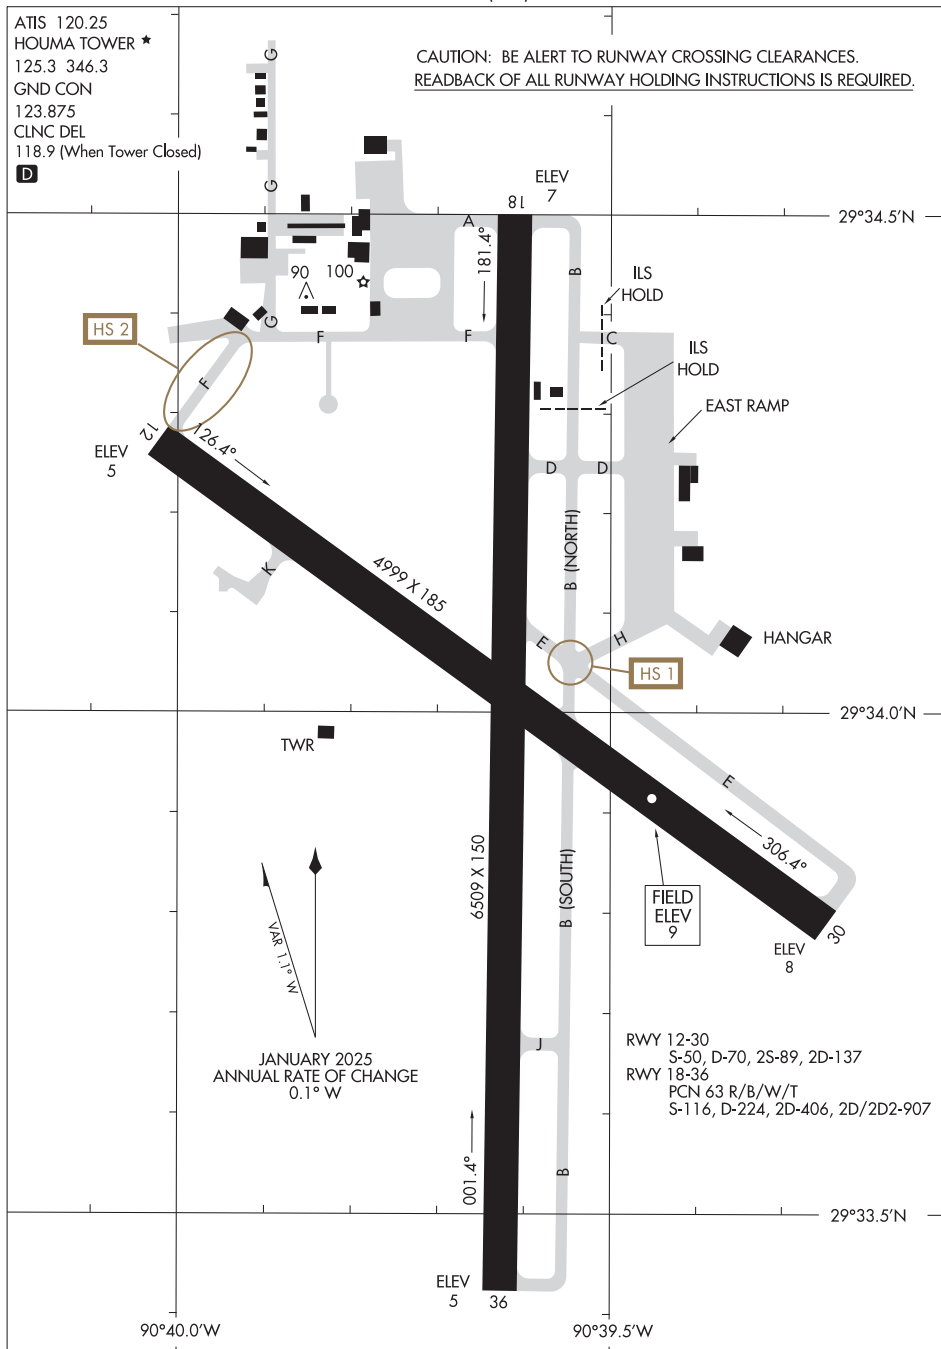 ATIS 120.25
HOUMA TOWER ★
125.3 346.3
GND CON
123.875
CLNC DEL
118.9 (When Tower Closed)
D
CAUTION: BE ALERT TO RUNWAY CROSSING CLEARANCES.
READBACK OF ALL RUNWAY HOLDING INSTRUCTIONS IS REQUIRED.
G
G
G
ELEV
7
18
29°34.5'N
A
181.4°
B
ILS
HOLD
90
100
HS 2
F
F
C
ILS
HOLD
F
EAST RAMP
12
126.4°
ELEV
5
D
D
K
4999 X 185
B (NORTH)
E
H
HANGAR
HS 1
29°34.0'N
TWR
E
306.4°
6509 X 150
B (SOUTH)
FIELD
ELEV
9
30
ELEV
8
VAR 1.1° W
JANUARY 2025
ANNUAL RATE OF CHANGE
0.1° W
J
RWY 12-30
S-50, D-70, 2S-89, 2D-137
RWY 18-36
PCN 63 R/B/W/T
S-116, D-224, 2D-406, 2D/2D2-907
001.4°
B
29°33.5'N
ELEV
5
36
90°40.0'W
90°39.5'W